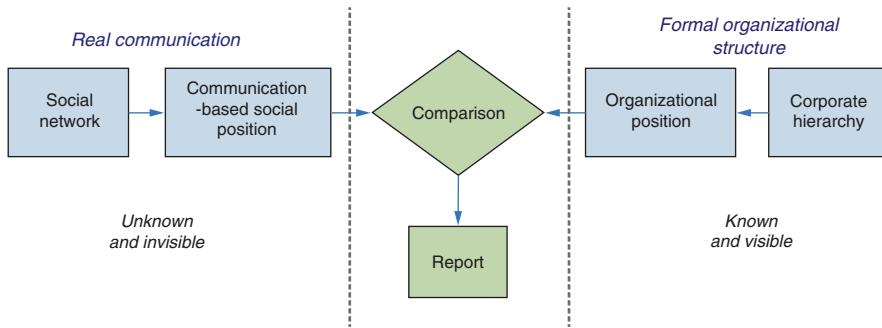 Real communication
Formal organizational
structure
Social
network
Communication
-based social
position
Comparison
Organizational
position
Corporate
hierarchy
Unknown
and invisible
Known
and visible
Report